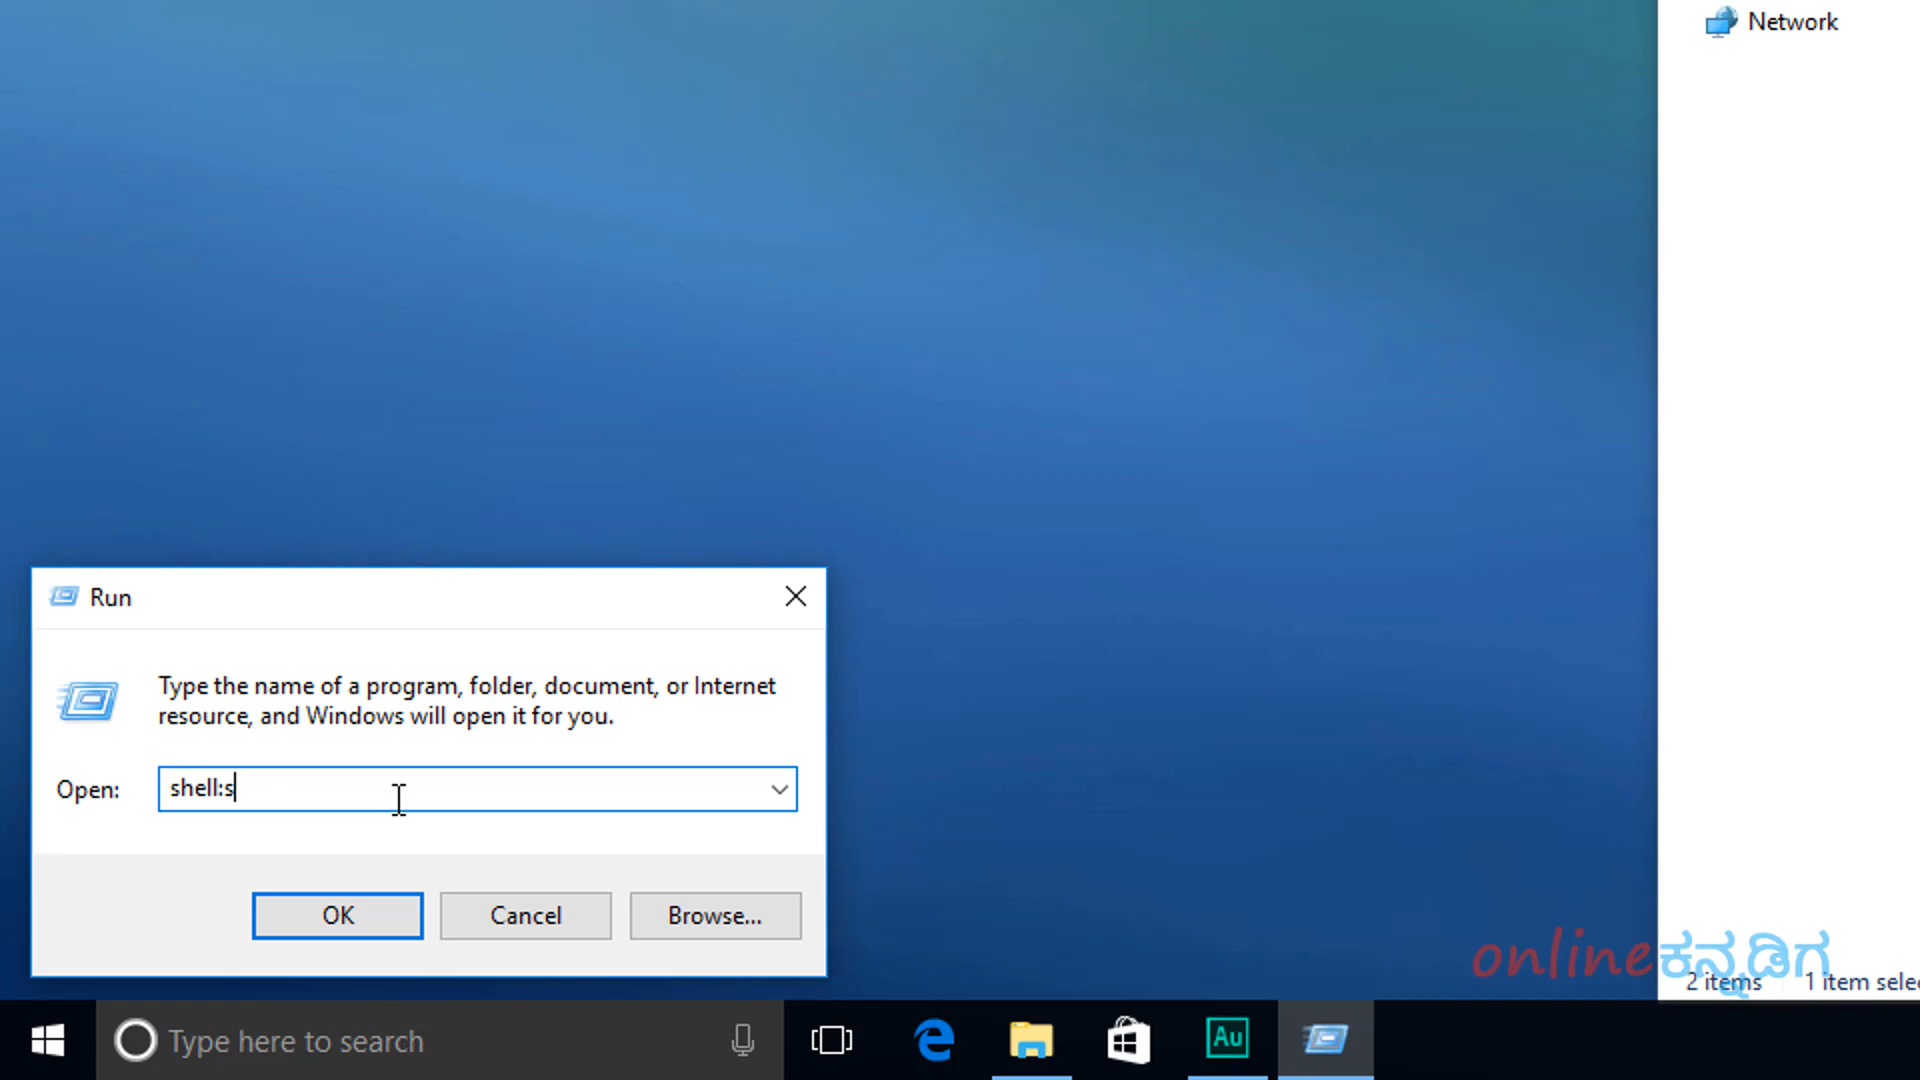 Network
Run
Type the name of a program, folder, document, or Internet
resource, and Windows will open it for you.
Open:
shell:s
OK
Cancel
Browse...
onlineಕನ್ನಡಿಗ
2 items
1 item sele
Type here to search
Au